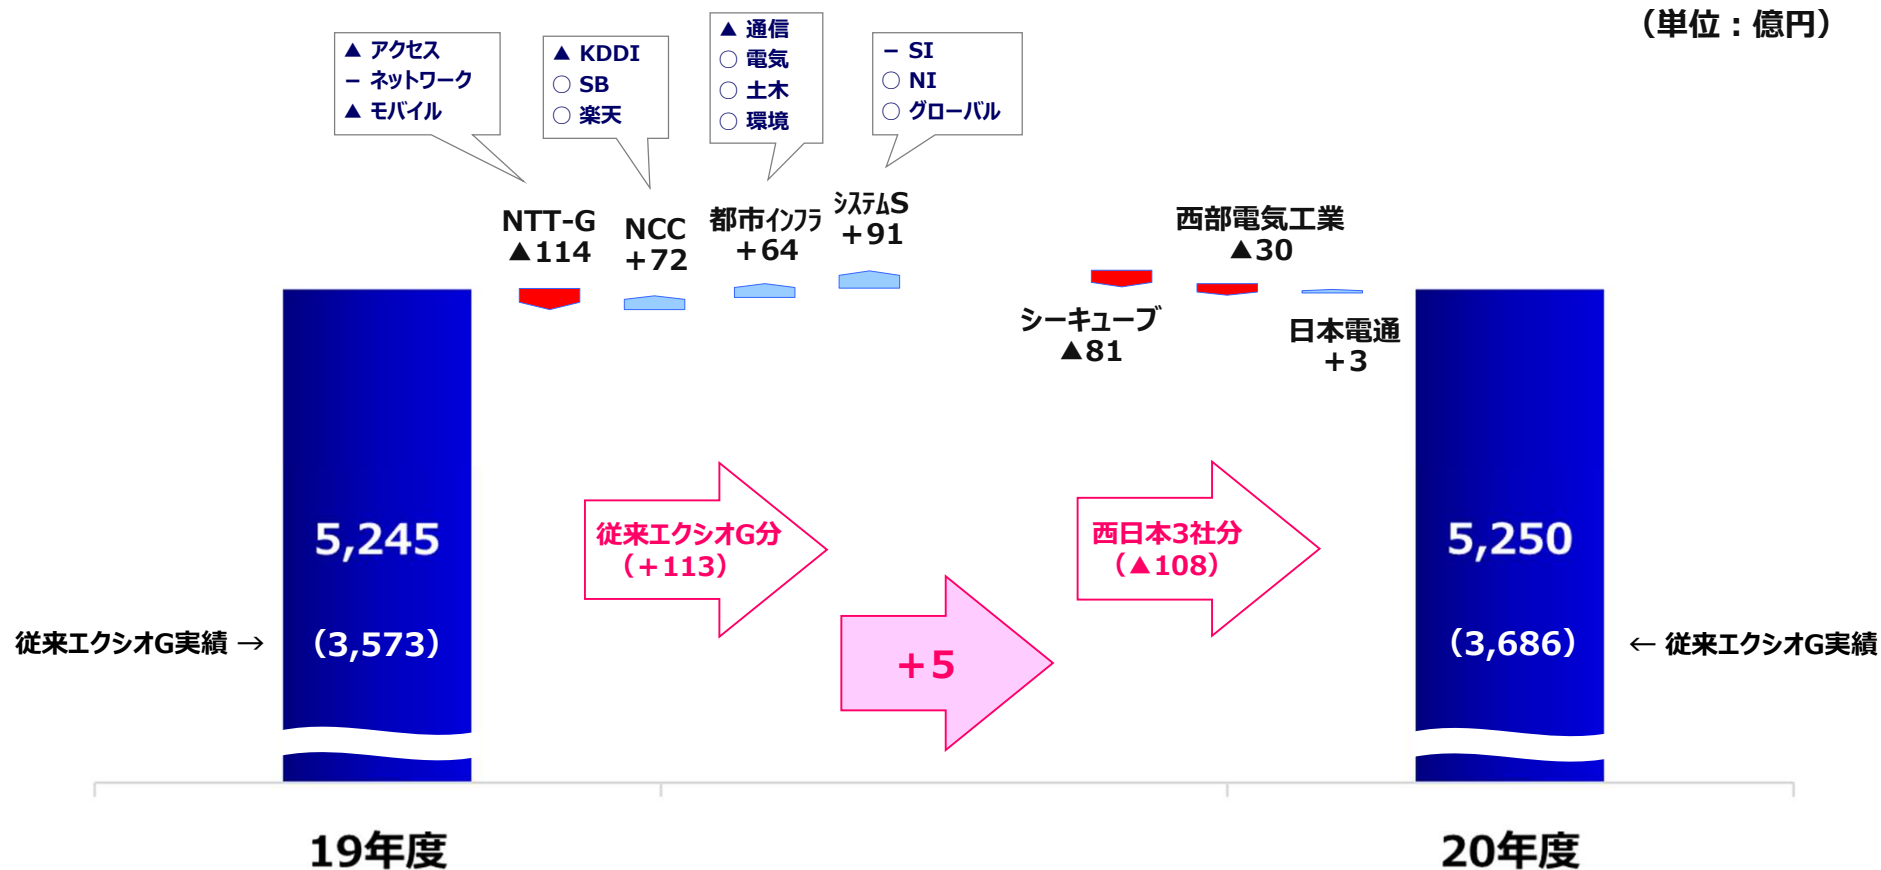 （単位：億円）
▲ アクセス
− ネットワーク
▲ モバイル
▲ KDDI
○ SB
○ 楽天
▲ 通信
○ 電気
○ 土木
○ 環境
− SI
○ NI
○ グローバル
NTT-G
▲114
NCC
+72
都市ｲﾝﾌﾗ
+64
ｼｽﾃﾑS
+91
シーキューブ
▲81
西部電気工業
▲30
日本電通
+3
5,245
（3,573）
従来エクシオG実績 →
従来エクシオG分
（+113）
+5
西日本3社分
（▲108）
5,250
（3,686）
← 従来エクシオG実績
19年度
20年度